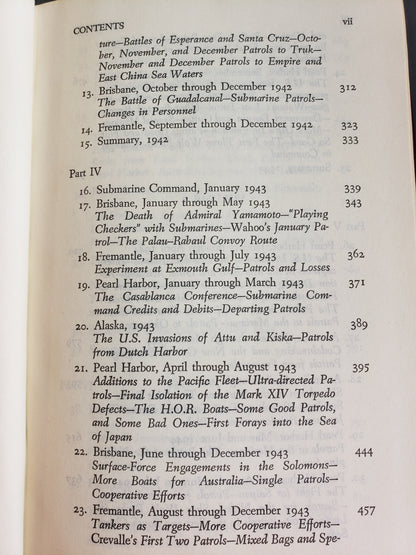 CONTENTS vii
ture—Battles of Esperance and Santa Cruz—Octo-
ber, November, and December Patrols to Truk—
November and December Patrols to Empire and
East China Sea Waters
13. Brisbane, October through December 1942 312
The Battle of Guadalcanal—Submarine Patrols—
Changes in Personnel
14. Fremantle, September through December 1942 323
15. Summary, 1942 333
Part IV
16. Submarine Command, January 1943 339
17. Brisbane, January through May 1943 343
The Death of Admiral Yamamoto—"Playing
Checkers" with Submarines—Wahoo's January Pa-
trol—The Palau-Rabaul Convoy Route
18. Fremantle, January through July 1943 362
Experiment at Exmouth Gulf—Patrols and Losses
19. Pearl Harbor, January through March 1943 371
The Casablanca Conference—Submarine Com-
mand Credits and Debits—Departing Patrols
20. Alaska, 1943 389
The U.S. Invasions of Attu and Kiska—Patrols
from Dutch Harbor
21. Pearl Harbor, April through August 1943 395
Additions to the Pacific Fleet—Ultra-directed Pa-
trols—Final Isolation of the Mark XIV Torpedo
Defects—The H.O.R. Boats—Some Good Patrols,
and Some Bad Ones—First Forays into the Sea
of Japan
22. Brisbane, June through December 1943 444
Surface-Force Engagements in the Solomons—
More Boats for Australia—Single Patrols—
Cooperative Efforts
23. Fremantle, August through December 1943 457
Tankers as Targets—More Cooperative Efforts—
Crevalle's First Two Patrols—Mixed Bags and Spe-